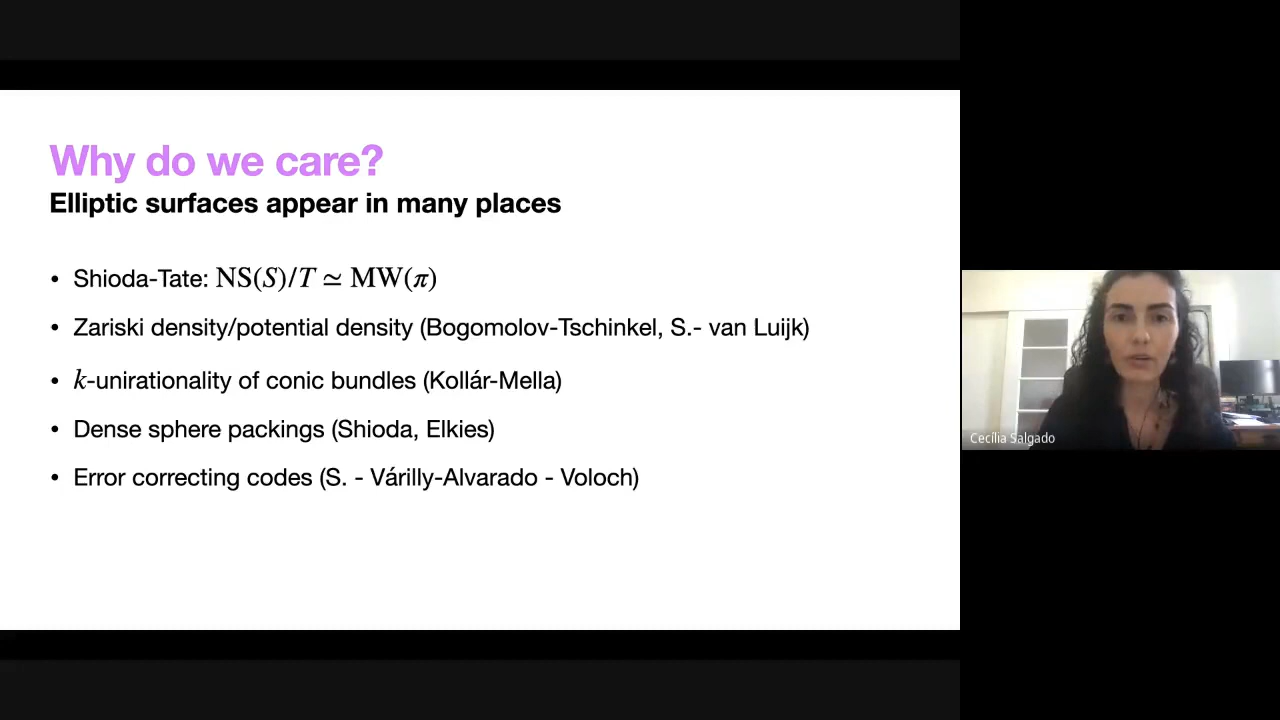 Why do we care?
Elliptic surfaces appear in many places
• Shioda-Tate: NS(S)/T ≃ MW(π)
• Zariski density/potential density (Bogomolov-Tschinkel, S.- van Luijk)
• k-unirationality of conic bundles (Kollár-Mella)
• Dense sphere packings (Shioda, Elkies)
• Error correcting codes (S. - Várilly-Alvarado - Voloch)
Cecília Salgado